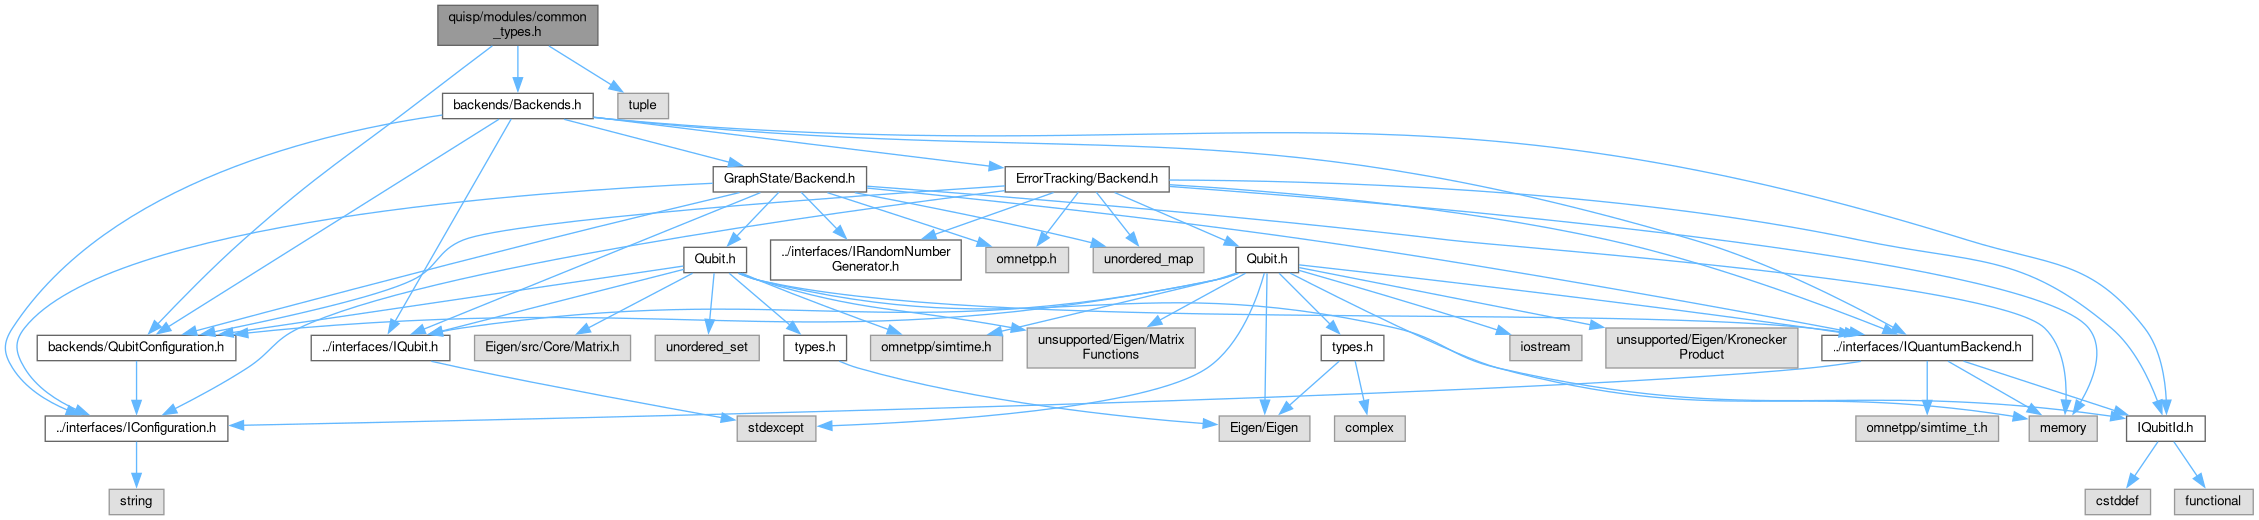 quisp/modules/common
_types.h
backends/Backends.h
tuple
GraphState/Backend.h
ErrorTracking/Backend.h
Qubit.h
../interfaces/IRandomNumber
Generator.h
omnetpp.h
unordered_map
Qubit.h
backends/QubitConfiguration.h
../interfaces/IQubit.h
Eigen/src/Core/Matrix.h
unordered_set
types.h
omnetpp/simtime.h
unsupported/Eigen/Matrix
Functions
types.h
iostream
unsupported/Eigen/Kronecker
Product
../interfaces/IQuantumBackend.h
../interfaces/IConfiguration.h
stdexcept
Eigen/Eigen
complex
omnetpp/simtime_t.h
memory
IQubitId.h
string
cstddef
functional